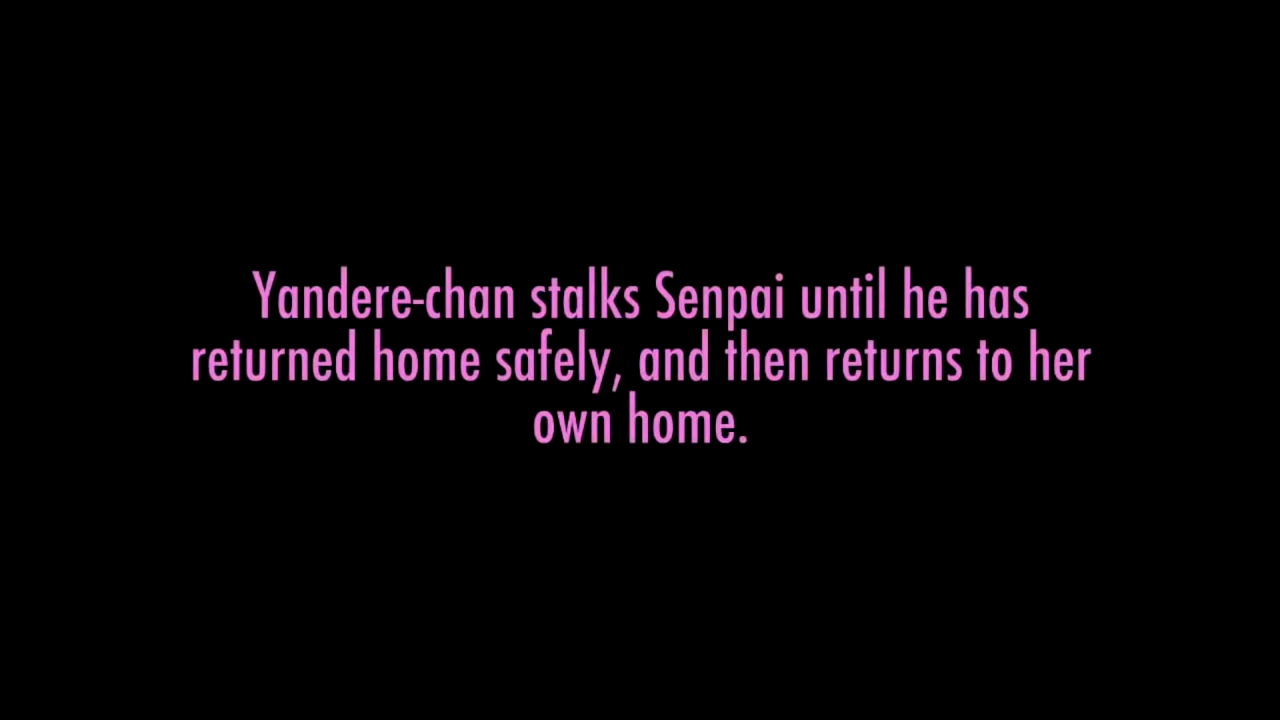 Yandere-chan stalks Senpai until he has
returned home safely, and then returns to her
own home.